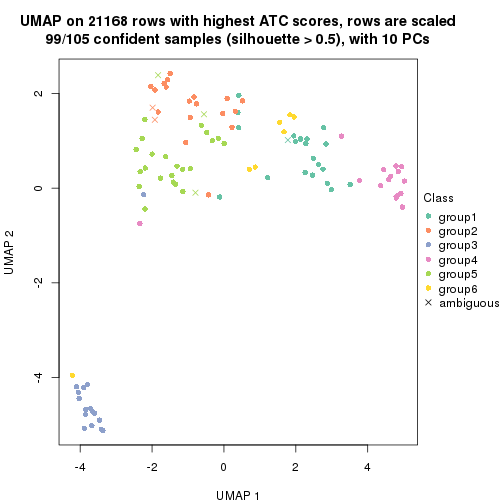 UMAP on 21168 rows with highest ATC scores, rows are scaled
99/105 confident samples (silhouette > 0.5), with 10 PCs
UMAP 2
2
0
-2
-4
-4
-2
0
2
4
UMAP 1
Class
group1
group2
group3
group4
group5
group6
ambiguous